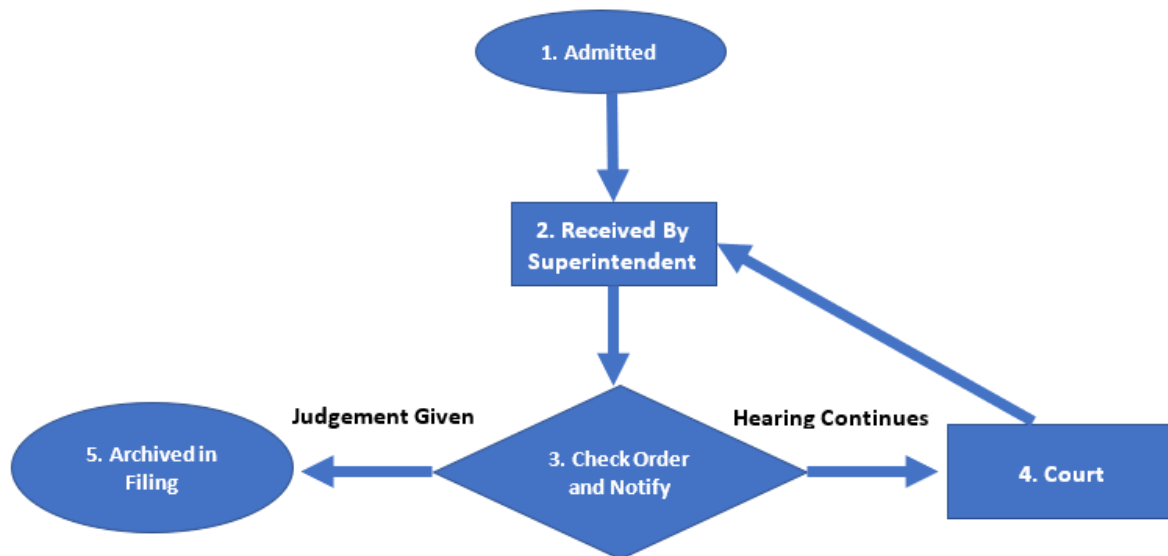 1. Admitted
2. Received By
Superintendent
Judgement Given
Hearing Continues
5. Archived in
Filing
3. Check Order
and Notify
4. Court